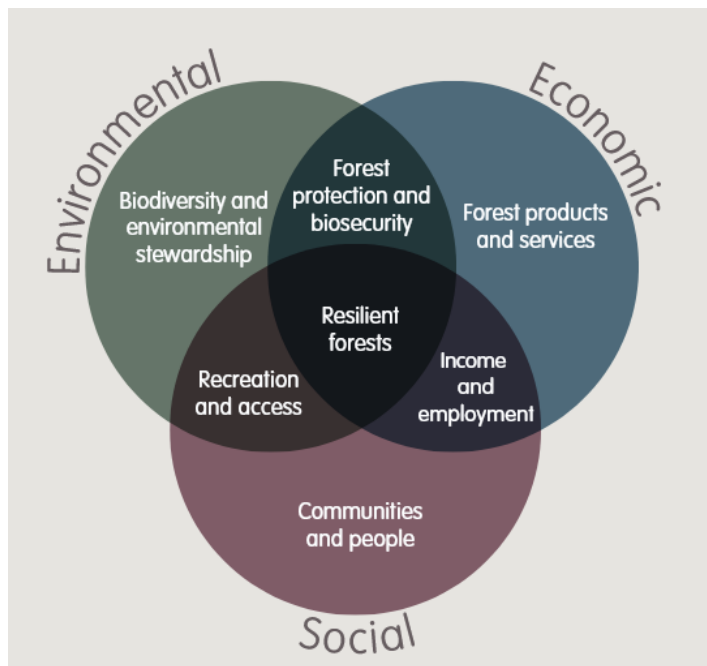 Environmental
Economic
Biodiversity and
environmental
stewardship
Forest
protection and
biosecurity
Forest products
and services
Resilient
forests
Recreation
and access
Income
and
employment
Communities
and people
Social